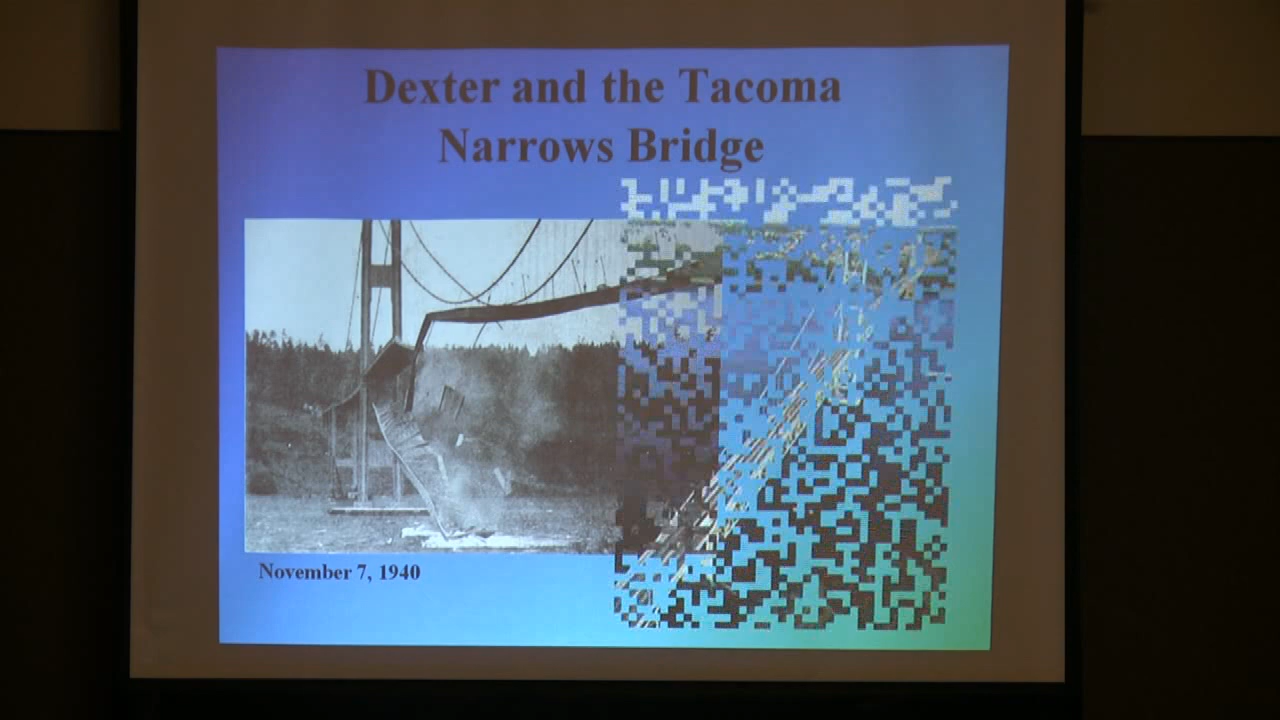 Dexter and the Tacoma
Narrows Bridge
November 7, 1940